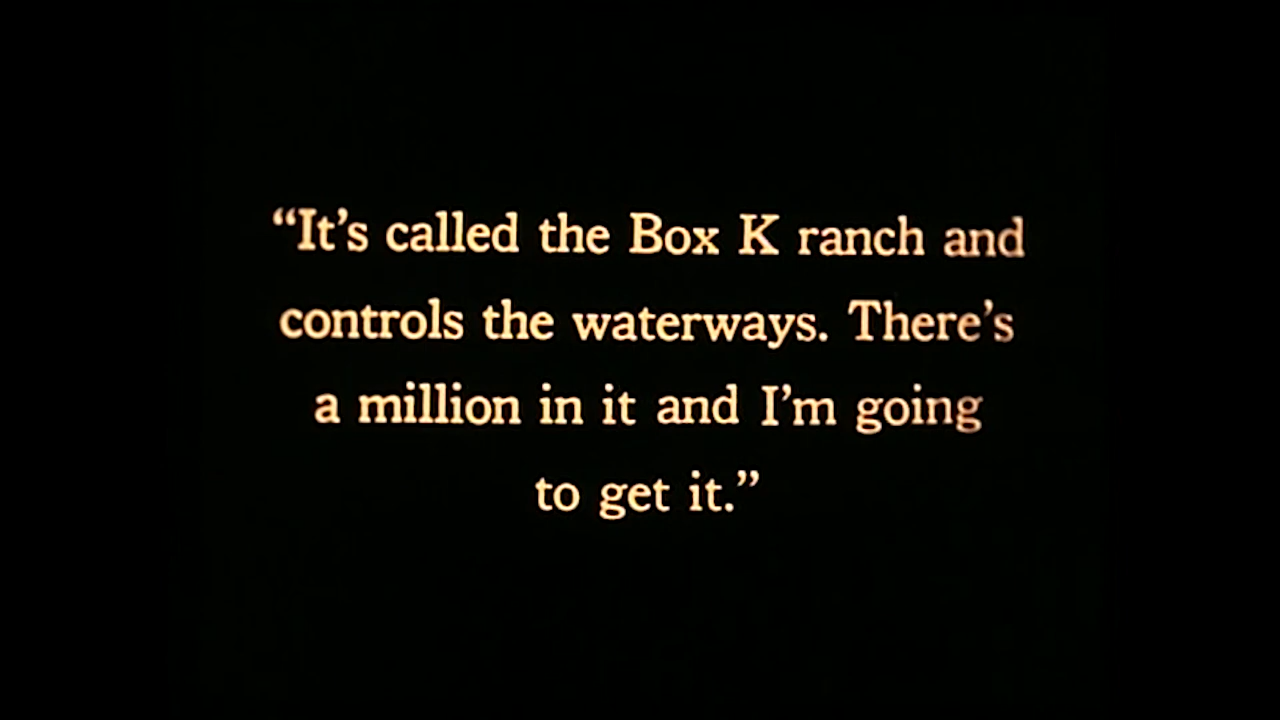 “It’s called the Box K ranch and
controls the waterways. There’s
a million in it and I’m going
to get it.”